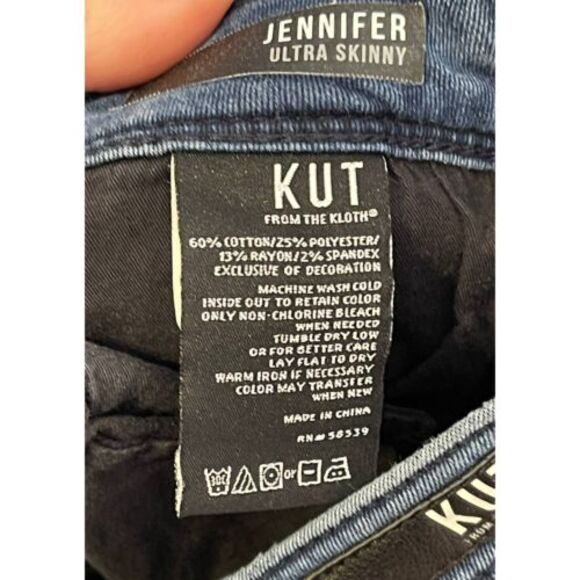 JENNIFER
ULTRA SKINNY
KUT
FROM THE KLOTH®
60% COTTON/25% POLYESTER/
13% RAYON/2% SPANDEX
EXCLUSIVE OF DECORATION
MACHINE WASH COLD
INSIDE OUT TO RETAIN COLOR
ONLY NON-CHLORINE BLEACH
WHEN NEEDED
TUMBLE DRY LOW
OR FOR BETTER CARE
LAY FLAT TO DRY
WARM IRON IF NECESSARY
COLOR MAY TRANSFER
WHEN NEW
MADE IN CHINA
RN# 58539
30C or
KUT
FROM